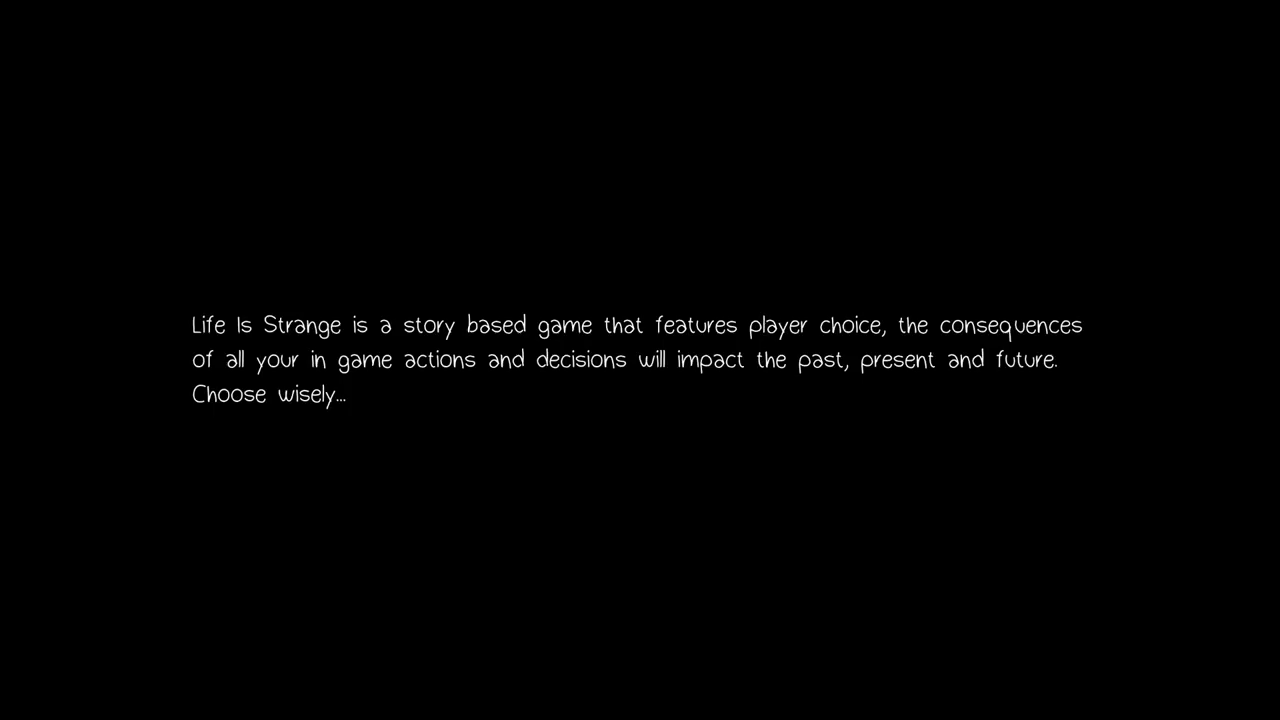 Life Is Strange is a story based game that features player choice, the consequences
of all your in game actions and decisions will impact the past, present and future.
Choose wisely...